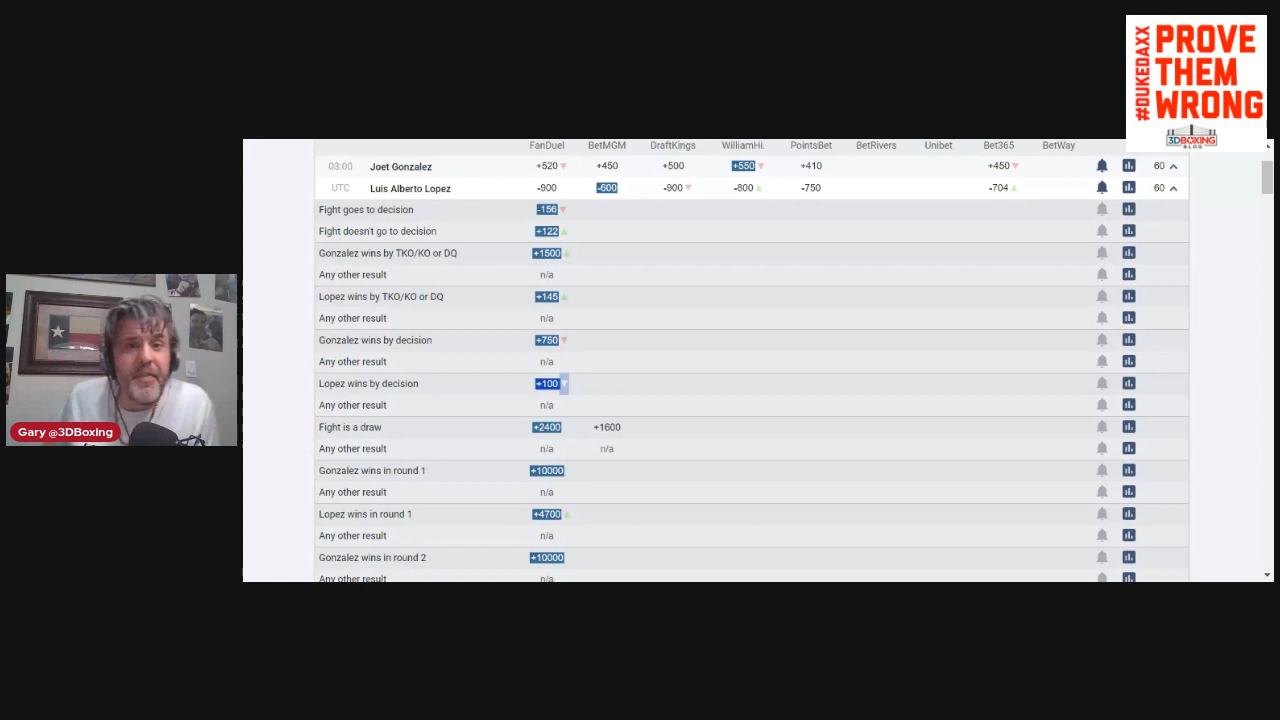 #DUKEDAXX
PROVE
THEM
WRONG
3DBOXING
BLOG
FanDuel BetMGM DraftKings WilliamHi. PointsBet BetRivers Unibet Bet365 BetWay
03:00 Joet Gonzalez +520 +450 +500 +550 +410 +450 60
UTC Luis Alberto Lopez -900 -600 -900 -800 -750 -704 60
Fight goes to decision -156
Fight doesn't go to decision +122
Gonzalez wins by TKO/KO or DQ +1500
Any other result n/a
Lopez wins by TKO/KO or DQ +145
Any other result n/a
Gonzalez wins by decision +750
Any other result n/a
Lopez wins by decision +100
Any other result n/a
Fight is a draw +2400 +1600
Any other result n/a n/a
Gonzalez wins in round 1 +10000
Any other result n/a
Lopez wins in round 1 +4700
Any other result n/a
Gonzalez wins in round 2 +10000
Any other result n/a
Gary @3DBoxing